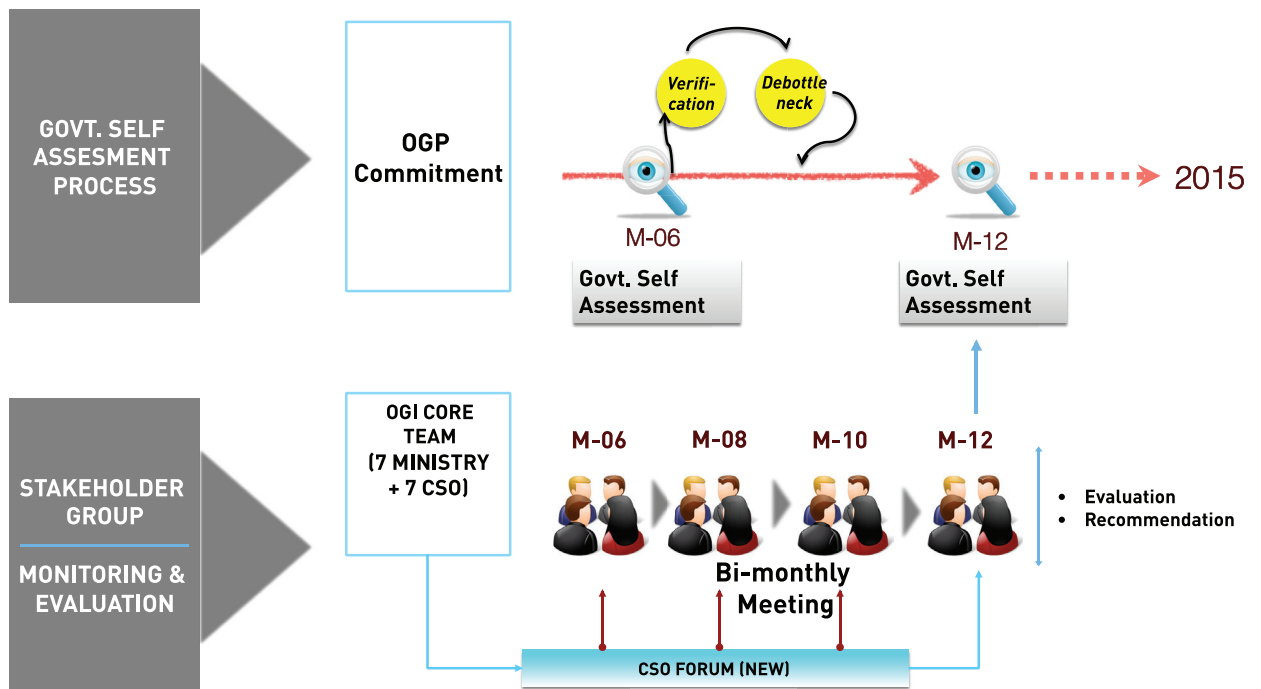 GOVT. SELF
ASSESMENT
PROCESS
OGP
Commitment
Verifi-
cation
Debottle
neck
M-06
Govt. Self
Assessment
M-12
Govt. Self
Assessment
2015
STAKEHOLDER
GROUP
MONITORING &
EVALUATION
OGI CORE
TEAM
(7 MINISTRY
+ 7 CSO)
M-06
M-08
M-10
M-12
Bi-monthly
Meeting
• Evaluation
• Recommendation
CSO FORUM (NEW)